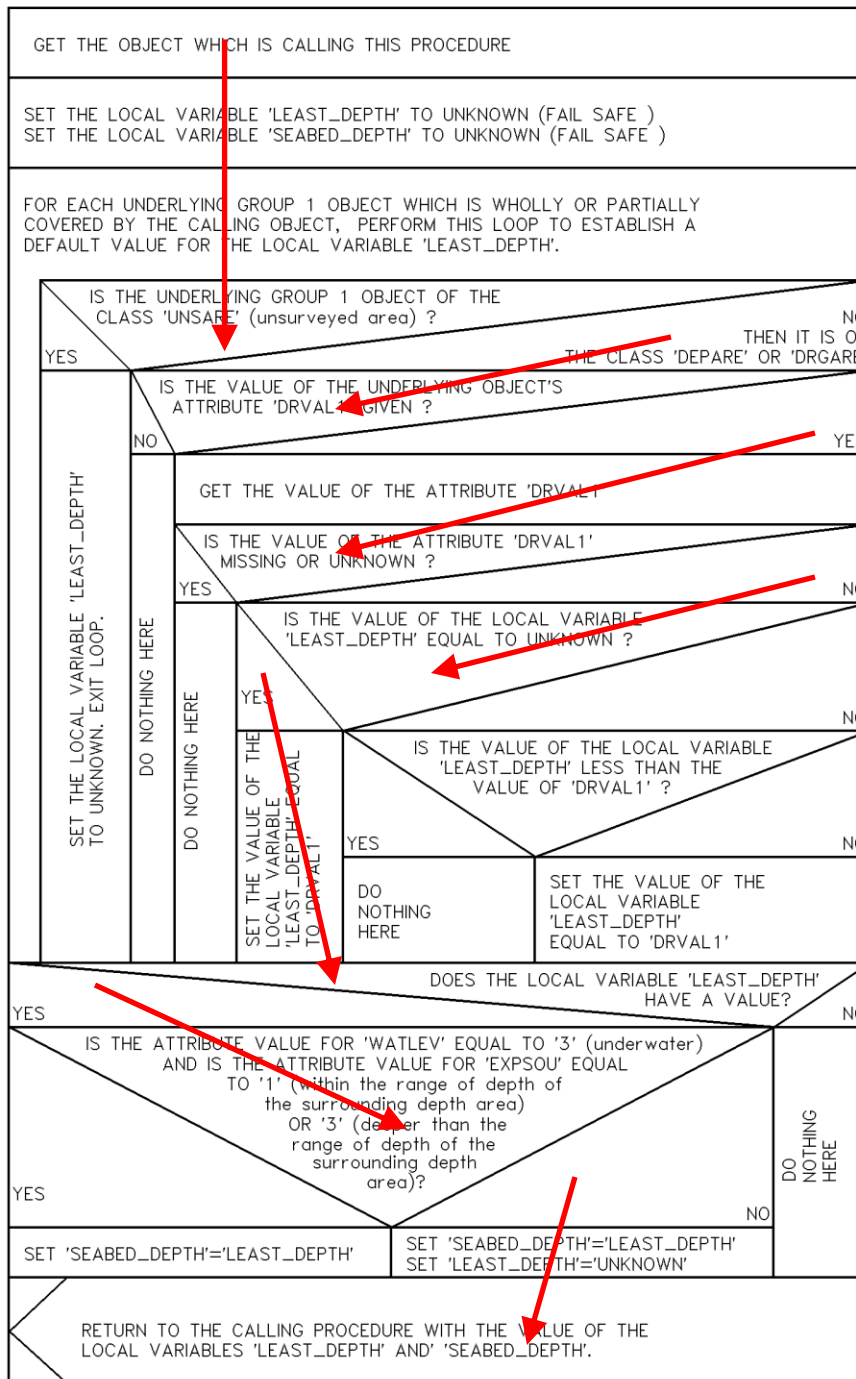 GET THE OBJECT WHICH IS CALLING THIS PROCEDURE
SET THE LOCAL VARIABLE 'LEAST_DEPTH' TO UNKNOWN (FAIL SAFE )
SET THE LOCAL VARIABLE 'SEABED_DEPTH' TO UNKNOWN (FAIL SAFE )
FOR EACH UNDERLYING GROUP 1 OBJECT WHICH IS WHOLLY OR PARTIALLY
COVERED BY THE CALLING OBJECT, PERFORM THIS LOOP TO ESTABLISH A
DEFAULT VALUE FOR THE LOCAL VARIABLE 'LEAST_DEPTH'.
IS THE UNDERLYING GROUP 1 OBJECT OF THE
CLASS 'UNSARE' (unsurveyed area) ?
YES
NO
THEN IT IS O
THE CLASS 'DEPARE' OR 'DRGARE
SET THE LOCAL VARIABLE 'LEAST_DEPTH'
TO UNKNOWN. EXIT LOOP.
IS THE VALUE OF THE UNDERLYING OBJECT'S
ATTRIBUTE 'DRVAL1' GIVEN ?
NO
YE
DO NOTHING HERE
GET THE VALUE OF THE ATTRIBUTE 'DRVAL1'
IS THE VALUE OF THE ATTRIBUTE 'DRVAL1'
MISSING OR UNKNOWN ?
YES
NO
DO NOTHING HERE
IS THE VALUE OF THE LOCAL VARIABLE
'LEAST_DEPTH' EQUAL TO UNKNOWN ?
YES
NO
SET THE VALUE OF THE
LOCAL VARIABLE
'LEAST_DEPTH' EQUAL
TO 'DRVAL1'
IS THE VALUE OF THE LOCAL VARIABLE
'LEAST_DEPTH' LESS THAN THE
VALUE OF 'DRVAL1' ?
YES
NO
DO
NOTHING
HERE
SET THE VALUE OF THE
LOCAL VARIABLE
'LEAST_DEPTH'
EQUAL TO 'DRVAL1'
DOES THE LOCAL VARIABLE 'LEAST_DEPTH'
HAVE A VALUE?
YES
NO
IS THE ATTRIBUTE VALUE FOR 'WATLEV' EQUAL TO '3' (underwater)
AND IS THE ATTRIBUTE VALUE FOR 'EXPSOU' EQUAL
TO '1' (within the range of depth of
the surrounding depth area)
OR '3' (deeper than the
range of depth of the
surrounding depth
area)?
YES
NO
DO
NOTHING
HERE
SET 'SEABED_DEPTH'='LEAST_DEPTH'
SET 'SEABED_DEPTH'='LEAST_DEPTH'
SET 'LEAST_DEPTH'='UNKNOWN'
RETURN TO THE CALLING PROCEDURE WITH THE VALUE OF THE
LOCAL VARIABLES 'LEAST_DEPTH' AND' 'SEABED_DEPTH'.